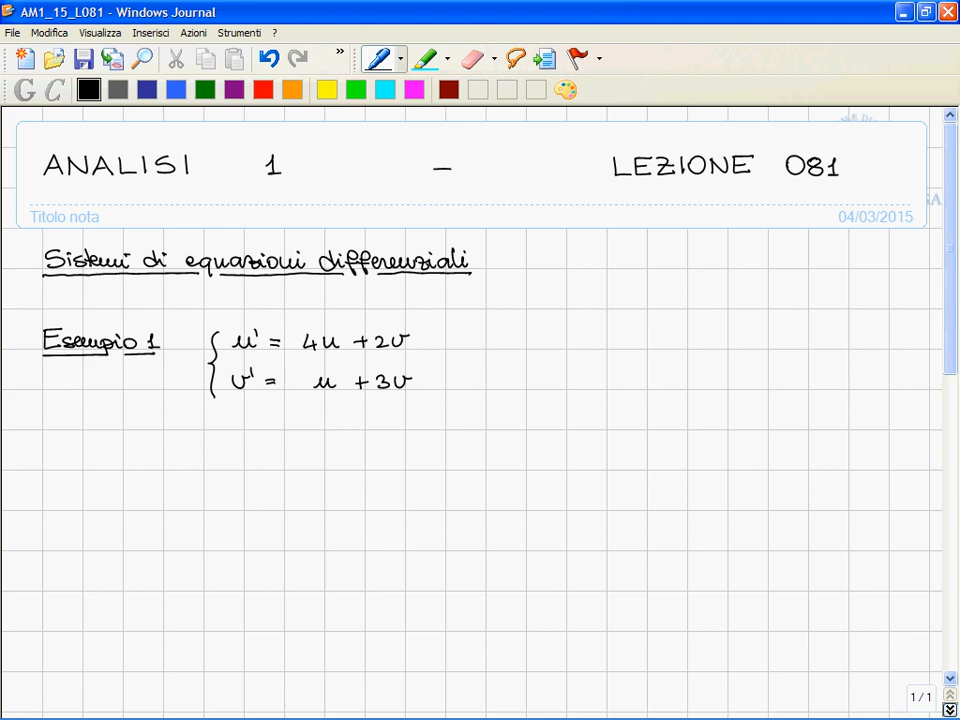 AM1_15_L081 - Windows Journal
File Modifica Visualizza Inserisci Azioni Strumenti ?
ANALISI 1 - LEZIONE 081
Titolo nota 04/03/2015
Sistemi di equazioni differenziali
Esempio 1 { u' = 4u + 2v
v' = u + 3v
1 / 1